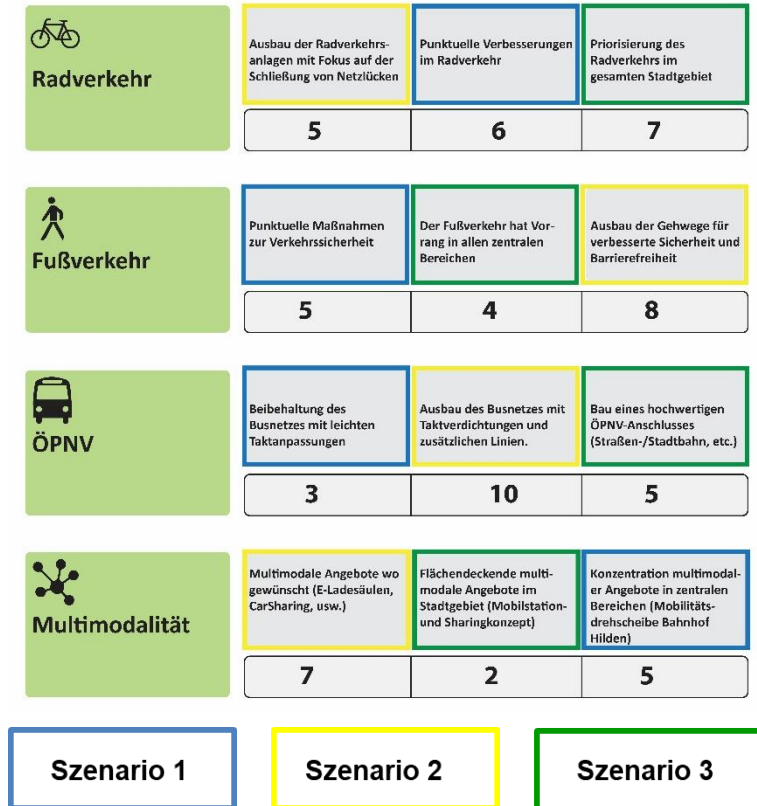 Radverkehr
Ausbau der Radverkehrs-
anlagen mit Fokus auf der
Schließung von Netzlücken
Punktuelle Verbesserungen
im Radverkehr
Priorisierung des
Radverkehrs im
gesamten Stadtgebiet
5
6
7
Fußverkehr
Punktuelle Maßnahmen
zur Verkehrssicherheit
Der Fußverkehr hat Vor-
rang in allen zentralen
Bereichen
Ausbau der Gehwege für
verbesserte Sicherheit und
Barrierefreiheit
5
4
8
ÖPNV
Beibehaltung des
Busnetzes mit leichten
Taktanpassungen
Ausbau des Busnetzes mit
Taktverdichtungen und
zusätzlichen Linien.
Bau eines hochwertigen
ÖPNV-Anschlusses
(Straßen-/Stadtbahn, etc.)
3
10
5
Multimodalität
Multimodale Angebote wo
gewünscht (E-Ladesäulen,
CarSharing, usw.)
Flächendeckende multi-
modale Angebote im
Stadtgebiet (Mobilstation-
und Sharingkonzept)
Konzentration multimodal-
er Angebote in zentralen
Bereichen (Mobilitäts-
drehscheibe Bahnhof
Hilden)
7
2
5
Szenario 1
Szenario 2
Szenario 3